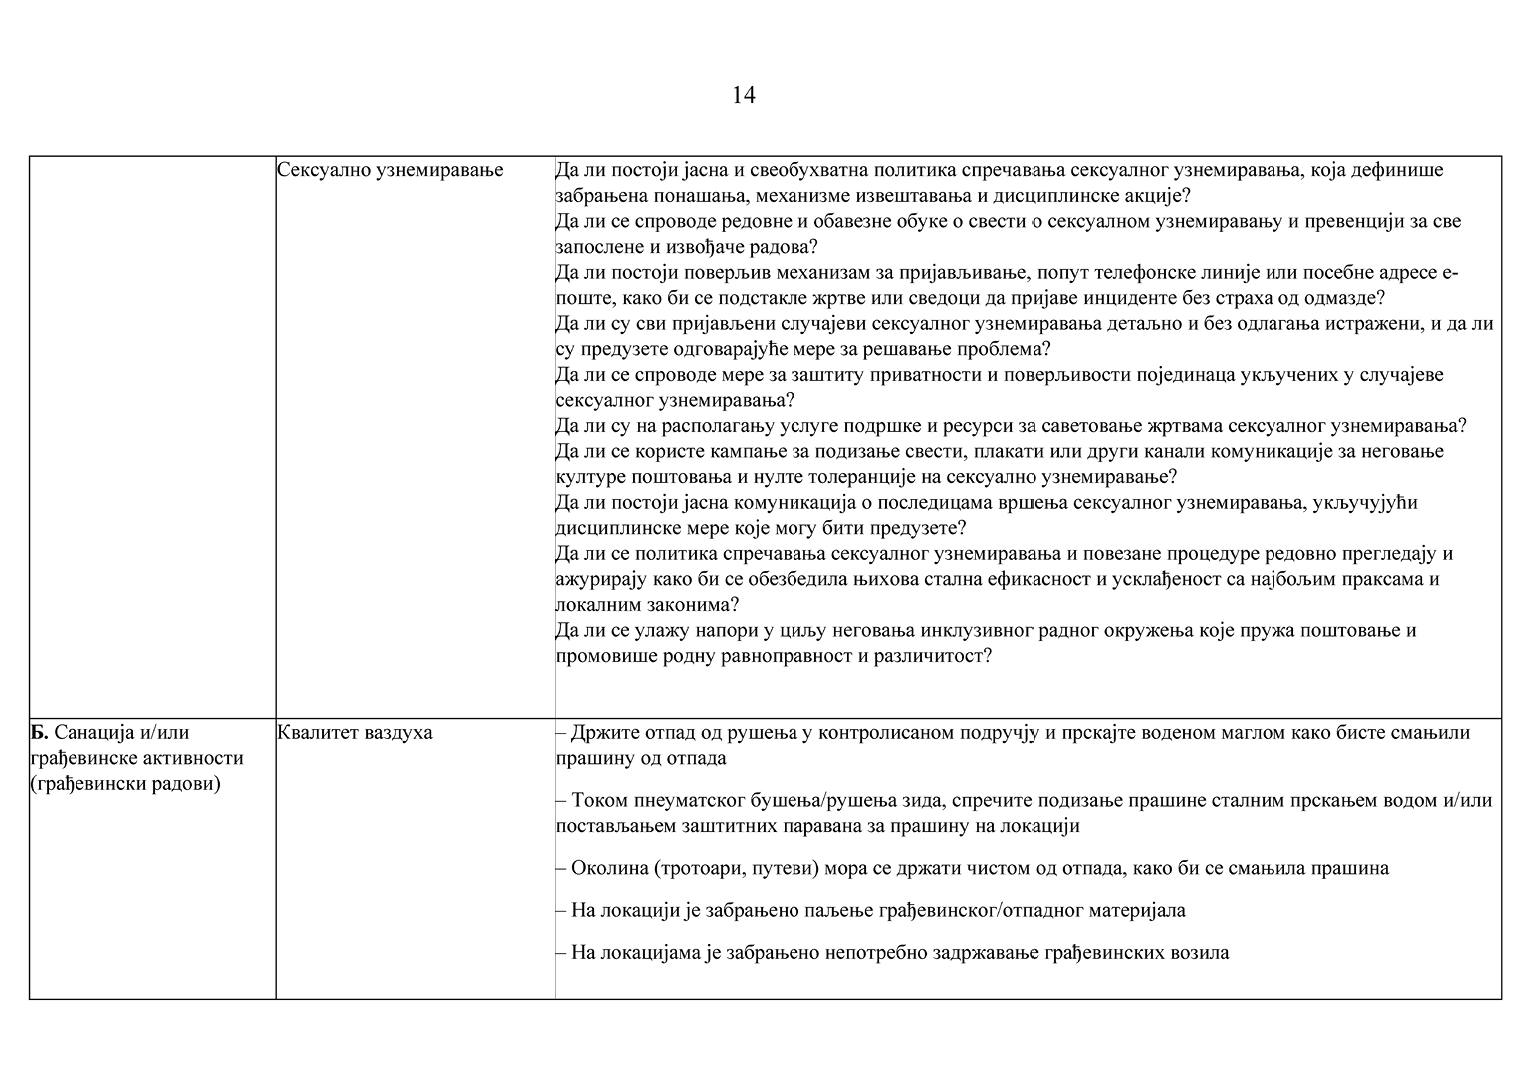 14
Сексуално узнемиравање
Да ли постоји јасна и свеобухватна политика спречавања сексуалног узнемиравања, која дефинише
забрањена понашања, механизме извештавања и дисциплинске акције?
Да ли се спроводе редовне и обавезне обуке о свести о сексуалном узнемиравању и превенцији за све
запослене и извођаче радова?
Да ли постоји поверљив механизам за пријављивање, попут телефонске линије или посебне адресе е-
поште, како би се подстакле жртве или сведоци да пријаве инциденте без страха од одмазде?
Да ли су сви пријављени случајеви сексуалног узнемиравања детаљно и без одлагања истражени, и да ли
су предузете одговарајуће мере за решавање проблема?
Да ли се спроводе мере за заштиту приватности и поверљивости појединаца укључених у случајеве
сексуалног узнемиравања?
Да ли су на располагању услуге подршке и ресурси за саветовање жртвама сексуалног узнемиравања?
Да ли се користе кампање за подизање свести, плакати или други канали комуникације за неговање
културе поштовања и нулте толеранције на сексуално узнемиравање?
Да ли постоји јасна комуникација о последицама вршења сексуалног узнемиравања, укључујући
дисциплинске мере које могу бити предузете?
Да ли се политика спречавања сексуалног узнемиравања и повезане процедуре редовно прегледају и
ажурирају како би се обезбедила њихова стална ефикасност и усклађеност са најбољим праксама и
локалним законима?
Да ли се улажу напори у циљу неговања инклузивног радног окружења које пружа поштовање и
промовише родну равноправност и различитост?
Б. Санација и/или
грађевинске активности
(грађевински радови)
Квалитет ваздуха
– Држите отпад од рушења у контролисаном подручју и прскајте воденом маглом како бисте смањили
прашину од отпада
– Током пнеуматског бушења/рушења зида, спречите подизање прашине сталним прскањем водом и/или
постављањем заштитних паравана за прашину на локацији
– Околина (тротоари, путеви) мора се држати чистом од отпада, како би се смањила прашина
– На локацији је забрањено паљење грађевинског/отпадног материјала
– На локацијама је забрањено непотребно задржавање грађевинских возила